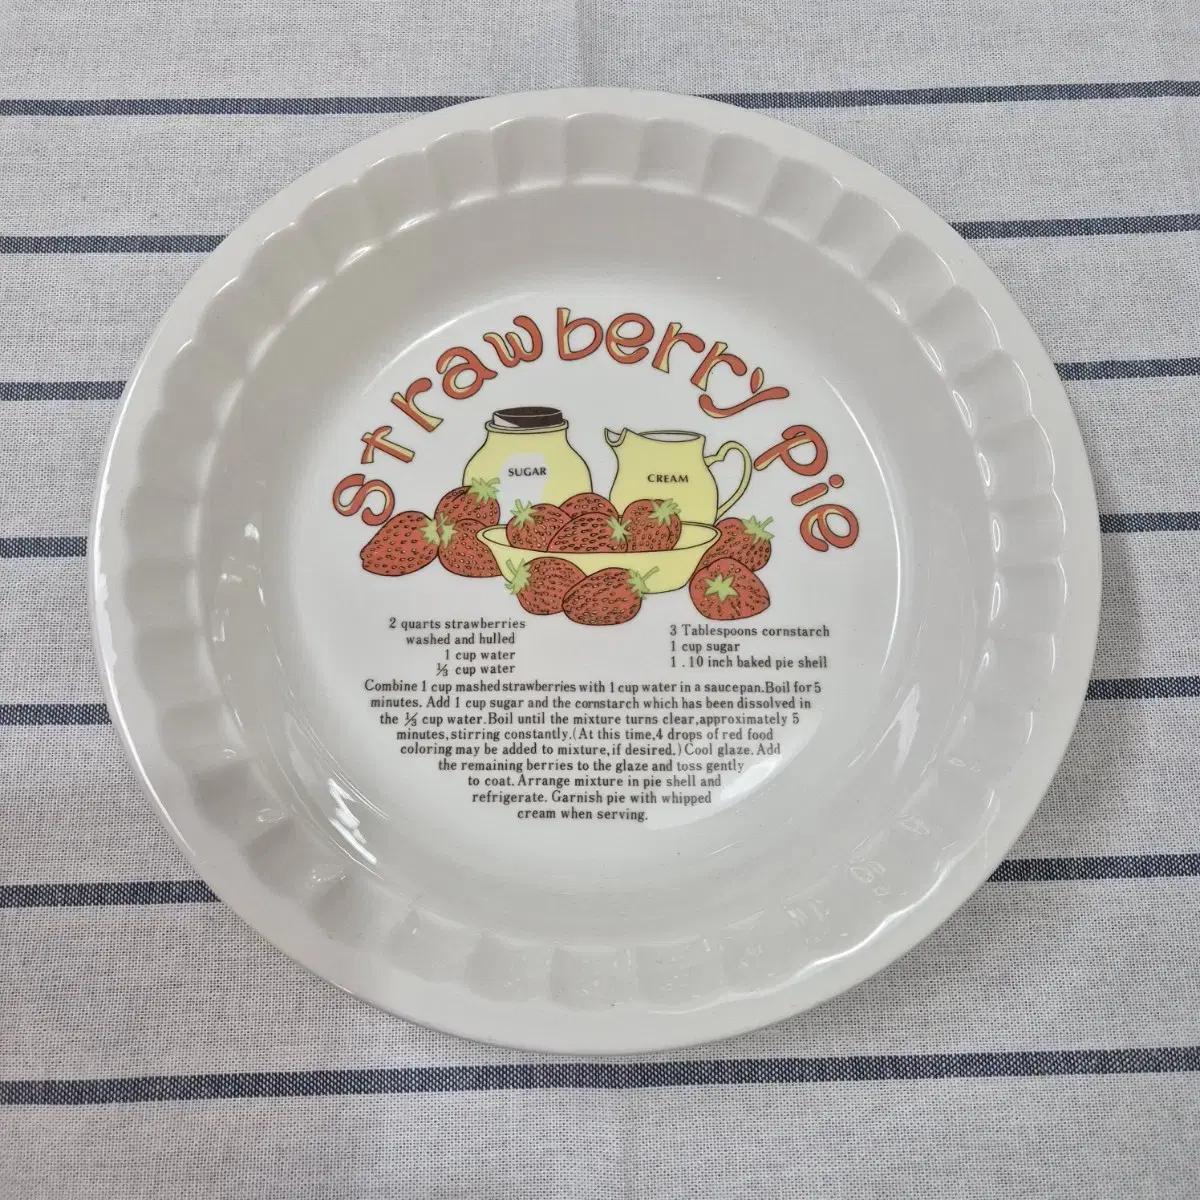 Strawberry Pie
SUGAR
CREAM
2 quarts strawberries
washed and hulled
1 cup water
⅓ cup water
3 Tablespoons cornstarch
1 cup sugar
1 . 10 inch baked pie shell
Combine 1 cup mashed strawberries with 1 cup water in a saucepan.Boil for 5
minutes. Add 1 cup sugar and the cornstarch which has been dissolved in
the ⅓ cup water.Boil until the mixture turns clear,approximately 5
minutes,stirring constantly.(At this time,4 drops of red food
coloring may be added to mixture,if desired.)Cool glaze. Add
the remaining berries to the glaze and toss gently
to coat. Arrange mixture in pie shell and
refrigerate. Garnish pie with whipped
cream when serving.